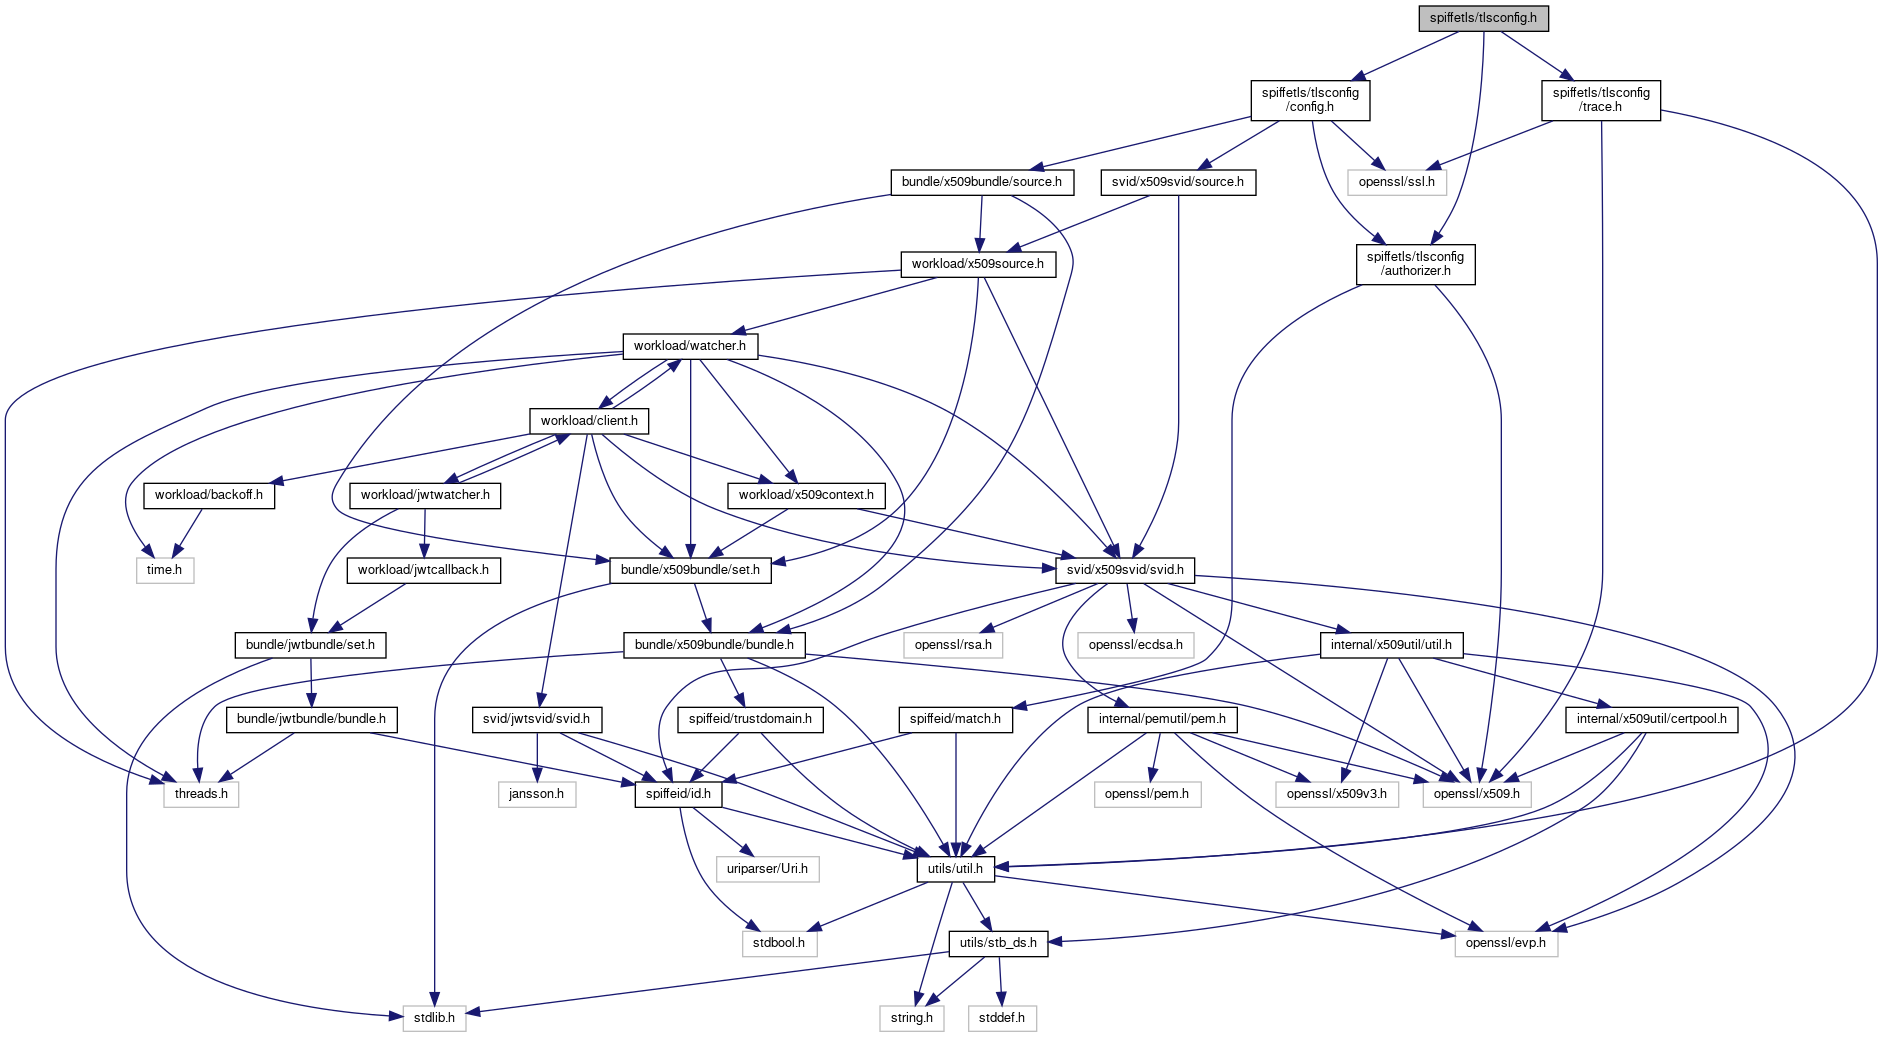 spiffetls/tlsconfig.h
spiffetls/tlsconfig
/config.h
spiffetls/tlsconfig
/trace.h
bundle/x509bundle/source.h
svid/x509svid/source.h
openssl/ssl.h
workload/x509source.h
spiffetls/tlsconfig
/authorizer.h
workload/watcher.h
workload/client.h
workload/backoff.h
workload/jwtwatcher.h
workload/x509context.h
time.h
workload/jwtcallback.h
bundle/x509bundle/set.h
svid/x509svid/svid.h
bundle/jwtbundle/set.h
bundle/x509bundle/bundle.h
openssl/rsa.h
openssl/ecdsa.h
internal/x509util/util.h
bundle/jwtbundle/bundle.h
svid/jwtsvid/svid.h
spiffeid/trustdomain.h
spiffeid/match.h
internal/pemutil/pem.h
internal/x509util/certpool.h
threads.h
jansson.h
spiffeid/id.h
openssl/pem.h
openssl/x509v3.h
openssl/x509.h
uriparser/Uri.h
utils/util.h
stdbool.h
utils/stb_ds.h
openssl/evp.h
stdlib.h
string.h
stddef.h